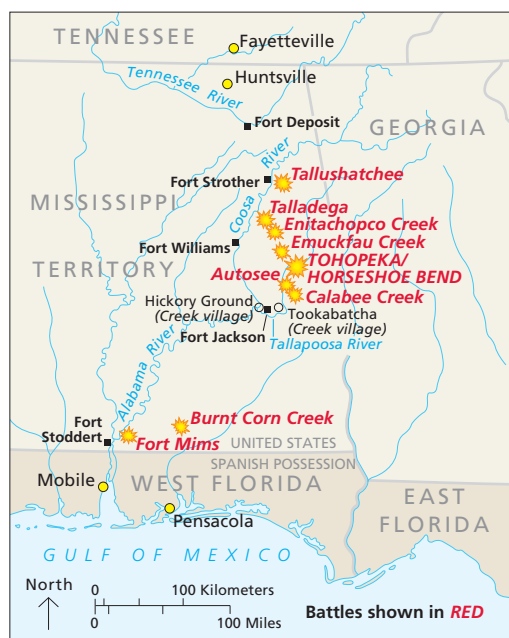 TENNESSEE
Fayetteville
Huntsville
Tennessee
River
Fort Deposit
GEORGIA
Coosa River
Fort Strother
Tallushatchee
MISSISSIPPI
Talladega
Enitachopco Creek
Fort Williams
Emuckfau Creek
TERRITORY
TOHOPEKA/
HORSESHOE BEND
Autosee
Calabee Creek
Hickory Ground
(Creek village)
Tookabatcha
(Creek village)
Fort Jackson
Tallapoosa River
Alabama River
Burnt Corn Creek
Fort
Stoddert
Fort Mims
UNITED STATES
SPANISH POSSESSION
Mobile
WEST FLORIDA
EAST
FLORIDA
Pensacola
GULF OF MEXICO
North
0 100 Kilometers
0 100 Miles
Battles shown in RED